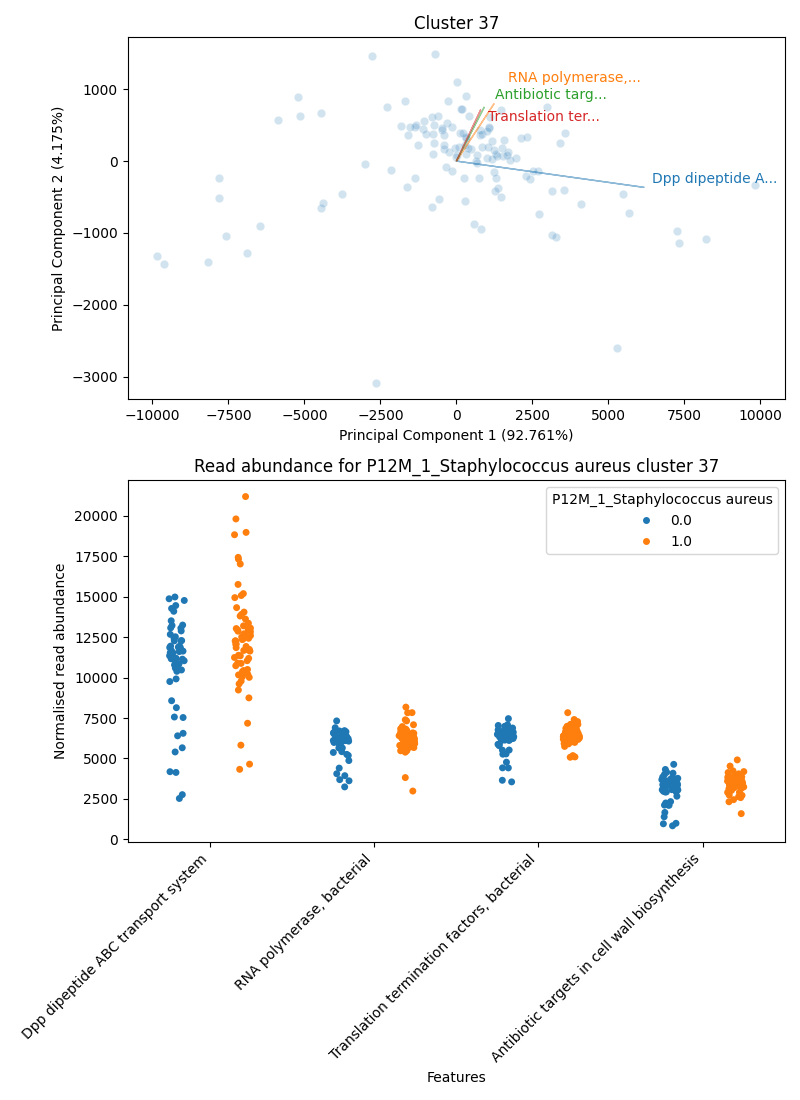 Cluster 37
Principal Component 2 (4.175%)
1000
0
−1000
−2000
−3000
RNA polymerase,...
Antibiotic targ...
Translation ter...
Dpp dipeptide A...
−10000 −7500 −5000 −2500 0 2500 5000 7500 10000
Principal Component 1 (92.761%)
Read abundance for P12M_1_Staphylococcus aureus cluster 37
Normalised read abundance
20000
17500
15000
12500
10000
7500
5000
2500
0
P12M_1_Staphylococcus aureus
0.0
1.0
Dpp dipeptide ABC transport system
RNA polymerase, bacterial
Translation termination factors, bacterial
Antibiotic targets in cell wall biosynthesis
Features